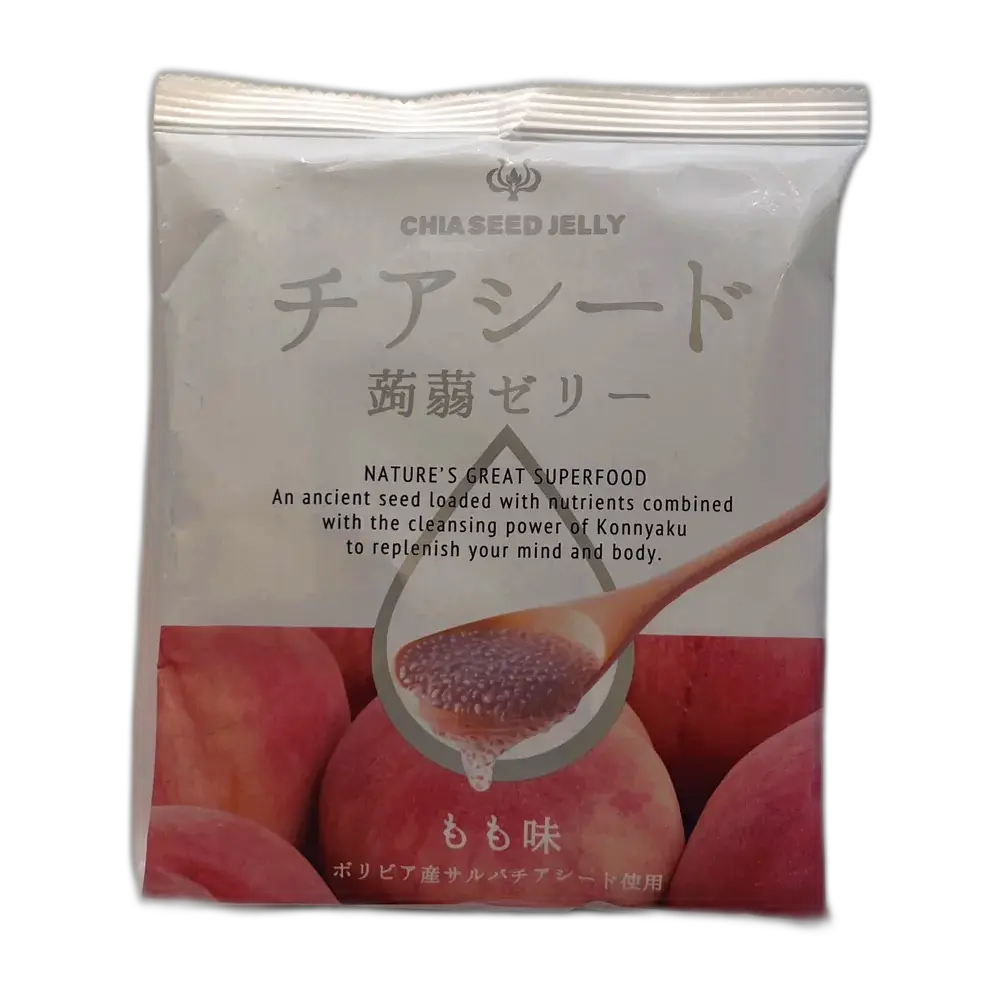 CHIA SEED JELLY
チアシード
蒟蒻ゼリー
NATURE'S GREAT SUPERFOOD
An ancient seed loaded with nutrients combined
with the cleansing power of Konnyaku
to replenish your mind and body.
もも味
ボリビア産サルバチアシード使用